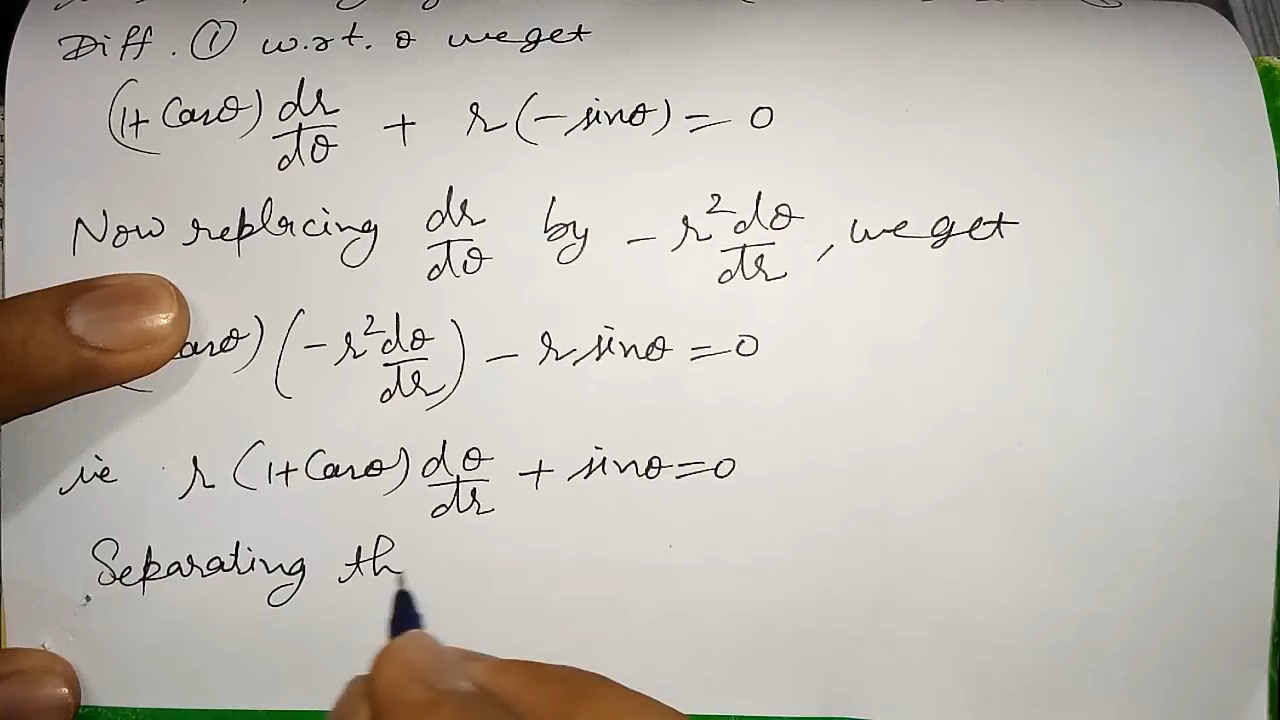 Diff. ① w.r.t. θ we get
(1+Cosθ) dr/dθ + r(-sinθ) = 0
Now replacing dr/dθ by -r² dθ/dr, we get
osθ) (-r² dθ/dr) - r sinθ = 0
ie r(1+Cosθ) dθ/dr + sinθ = 0
Separating th